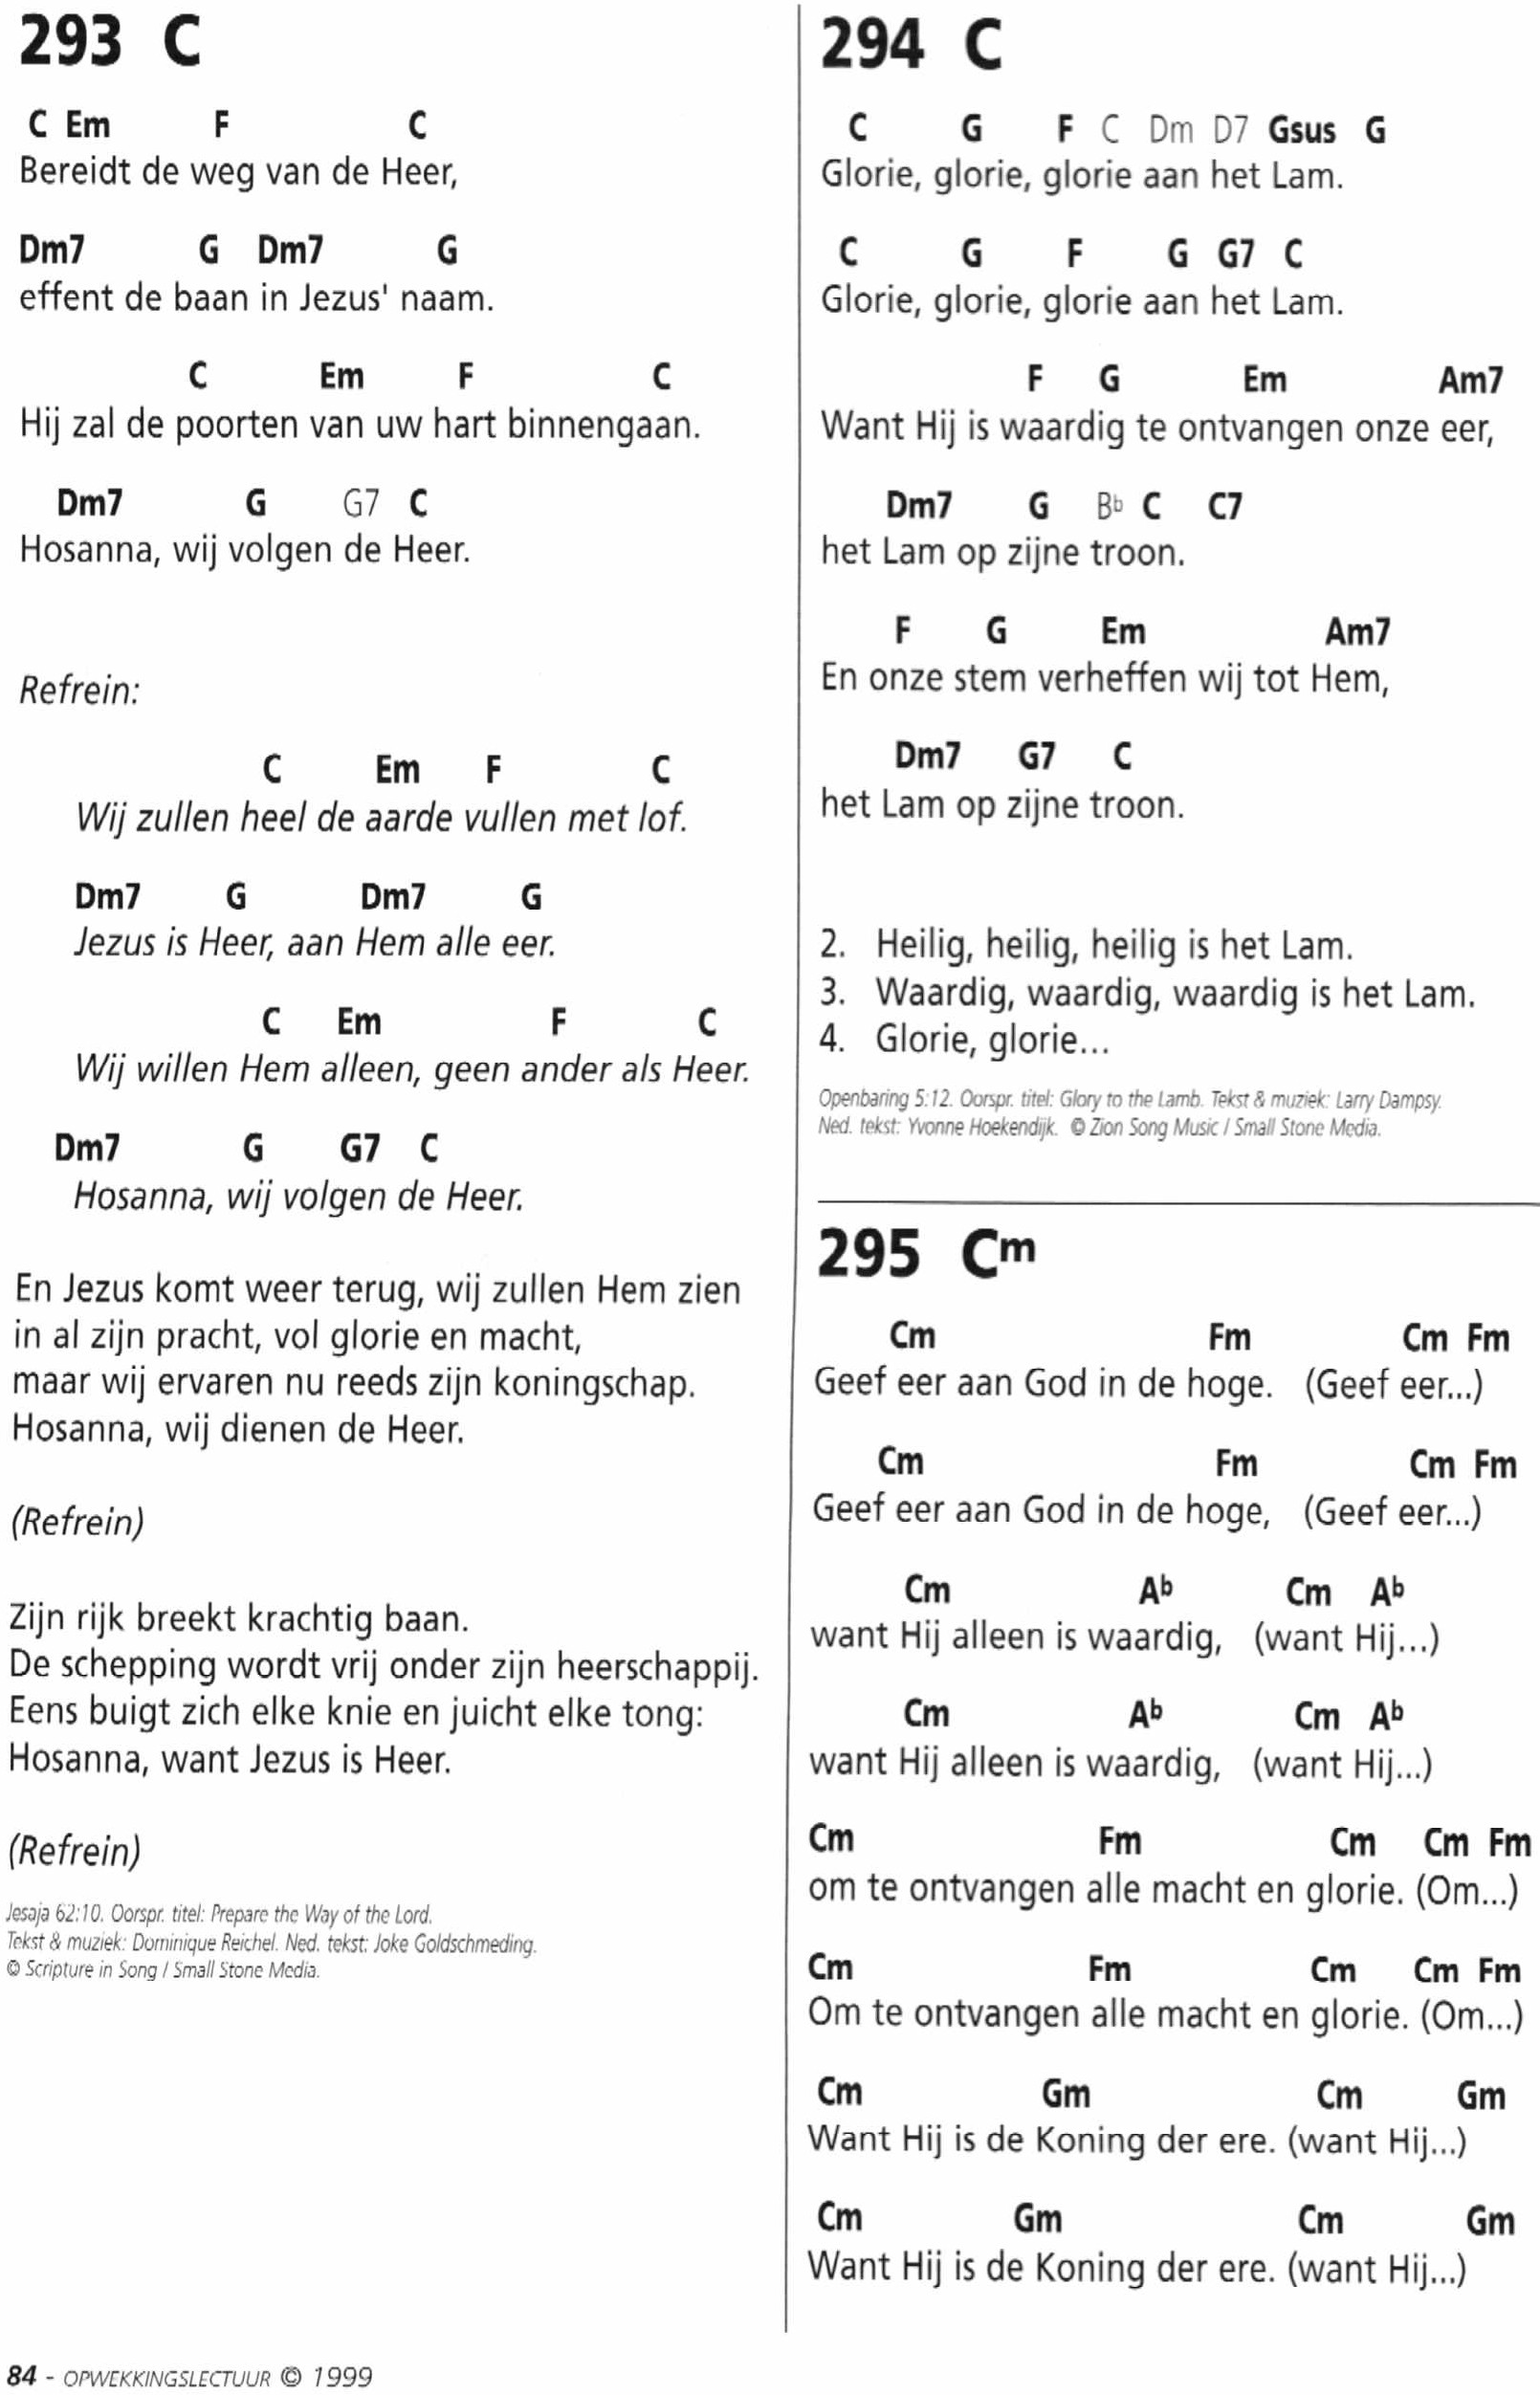 293 C
C Em F C
Bereidt de weg van de Heer,
Dm7 G Dm7 G
effent de baan in Jezus' naam.
C Em F C
Hij zal de poorten van uw hart binnengaan.
Dm7 G G7 C
Hosanna, wij volgen de Heer.
Refrein:
C Em F C
Wij zullen heel de aarde vullen met lof.
Dm7 G Dm7 G
Jezus is Heer, aan Hem alle eer.
C Em F C
Wij willen Hem alleen, geen ander als Heer.
Dm7 G G7 C
Hosanna, wij volgen de Heer.
En Jezus komt weer terug, wij zullen Hem zien
in al zijn pracht, vol glorie en macht,
maar wij ervaren nu reeds zijn koningschap.
Hosanna, wij dienen de Heer.
(Refrein)
Zijn rijk breekt krachtig baan.
De schepping wordt vrij onder zijn heerschappij.
Eens buigt zich elke knie en juicht elke tong:
Hosanna, want Jezus is Heer.
(Refrein)
Jesaja 62:10. Oorspr. titel: Prepare the Way of the Lord.
Tekst & muziek: Dominique Reichel. Ned. tekst: Joke Goldschmeding.
© Scripture in Song / Small Stone Media.
294 C
C G F C Dm D7 Gsus G
Glorie, glorie, glorie aan het Lam.
C G F G G7 C
Glorie, glorie, glorie aan het Lam.
F G Em Am7
Want Hij is waardig te ontvangen onze eer,
Dm7 G Bb C C7
het Lam op zijne troon.
F G Em Am7
En onze stem verheffen wij tot Hem,
Dm7 G7 C
het Lam op zijne troon.
2. Heilig, heilig, heilig is het Lam.
3. Waardig, waardig, waardig is het Lam.
4. Glorie, glorie...
Openbaring 5:12. Oorspr. titel: Glory to the Lamb. Tekst & muziek: Larry Dampsy.
Ned. tekst: Yvonne Hoekendijk. © Zion Song Music / Small Stone Media.
295 Cm
Cm Fm Cm Fm
Geef eer aan God in de hoge. (Geef eer...)
Cm Fm Cm Fm
Geef eer aan God in de hoge, (Geef eer...)
Cm Ab Cm Ab
want Hij alleen is waardig, (want Hij...)
Cm Ab Cm Ab
want Hij alleen is waardig, (want Hij...)
Cm Fm Cm Cm Fm
om te ontvangen alle macht en glorie. (Om...)
Cm Fm Cm Cm Fm
Om te ontvangen alle macht en glorie. (Om...)
Cm Gm Cm Gm
Want Hij is de Koning der ere. (want Hij...)
Cm Gm Cm Gm
Want Hij is de Koning der ere. (want Hij...)
84 - OPWEKKINGSLECTUUR © 1999